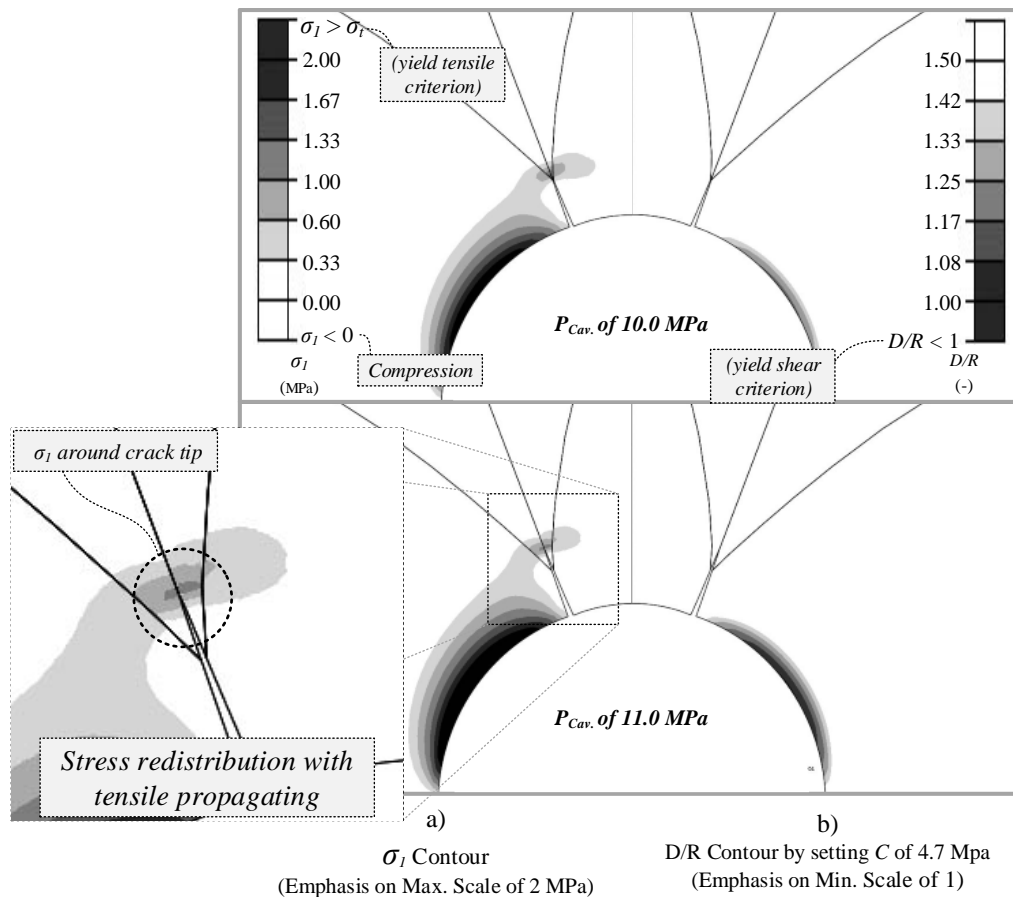 σ₁ > σₜ
(yield tensile
criterion)
2.00
1.67
1.33
1.00
0.60
0.33
0.00
σ₁ < 0
σ₁
(MPa)
Compression
P_Cav. of 10.0 MPa
1.50
1.42
1.33
1.25
1.17
1.08
1.00
D/R < 1
D/R
(-)
(yield shear
criterion)
σ₁ around crack tip
Stress redistribution with
tensile propagating
P_Cav. of 11.0 MPa
a)
σ₁ Contour
(Emphasis on Max. Scale of 2 MPa)
b)
D/R Contour by setting C of 4.7 Mpa
(Emphasis on Min. Scale of 1)